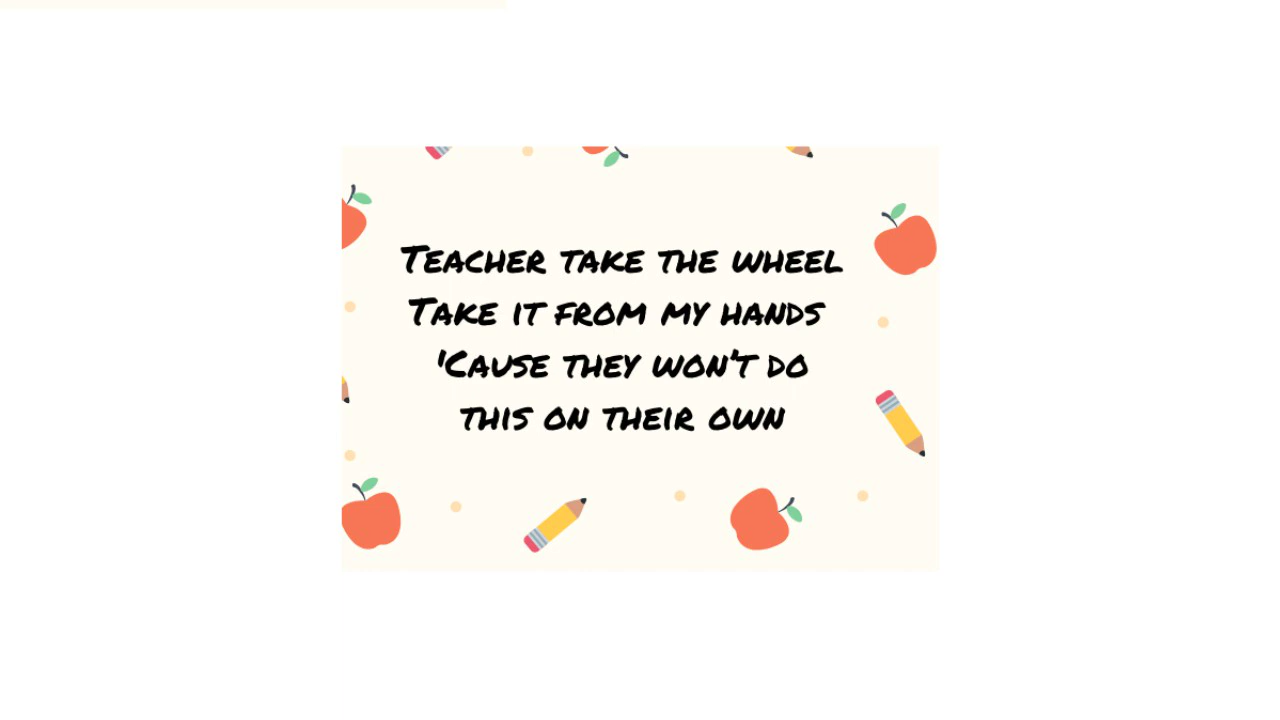 Teacher take the wheel
Take it from my hands
'Cause they won't do
this on their own